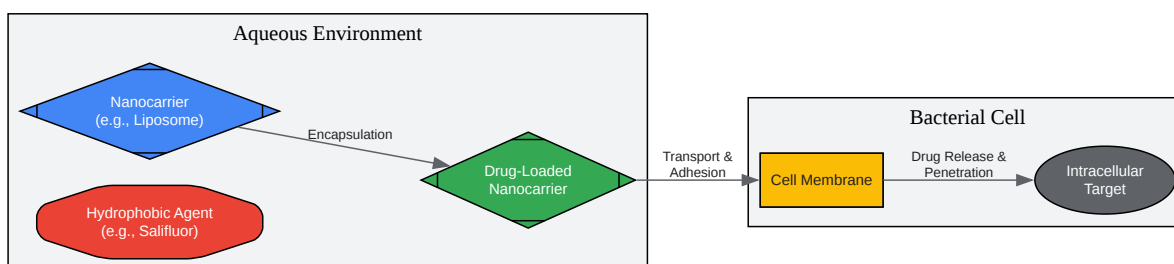 Aqueous Environment
Nanocarrier
(e.g., Liposome)
Encapsulation
Drug-Loaded
Nanocarrier
Hydrophobic Agent
(e.g., Salifluor)
Transport &
Adhesion
Bacterial Cell
Cell Membrane
Drug Release &
Penetration
Intracellular
Target